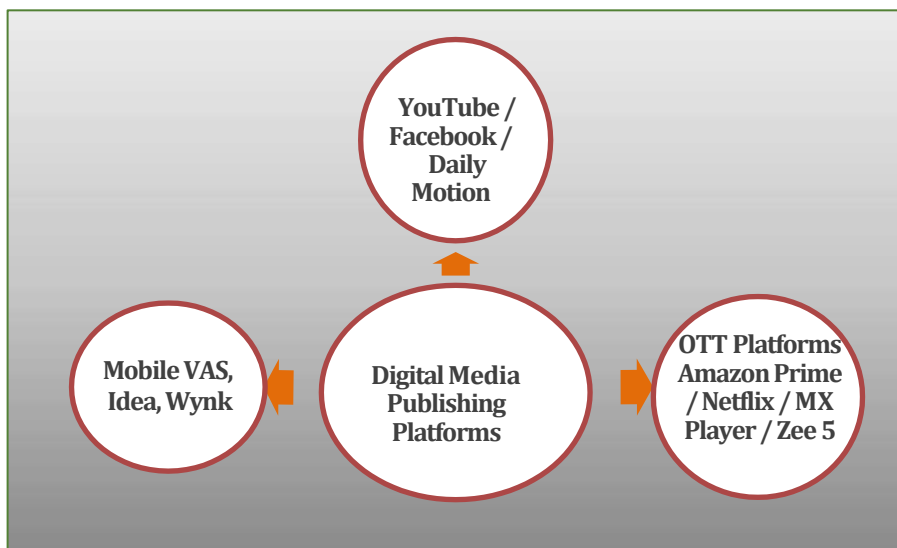 YouTube /
Facebook /
Daily
Motion
Mobile VAS,
Idea, Wynk
Digital Media
Publishing
Platforms
OTT Platforms
Amazon Prime
/ Netflix / MX
Player / Zee 5